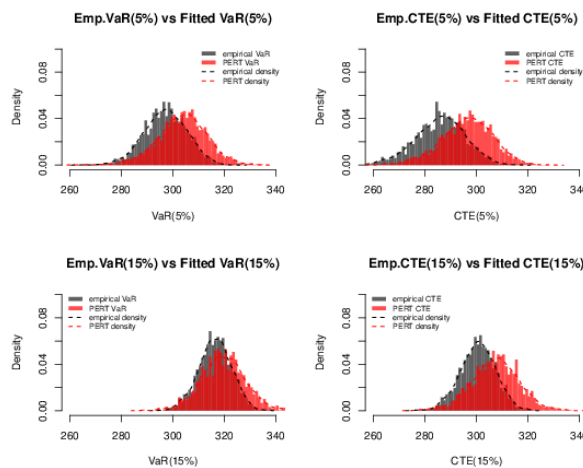 Emp.VaR(5%) vs Fitted VaR(5%)
Density
0.00 0.04 0.08
empirical VaR
PERT VaR
empirical density
PERT density
260 280 300 320 340
VaR(5%)
Emp.CTE(5%) vs Fitted CTE(5%)
Density
0.00 0.04 0.08
empirical CTE
PERT CTE
empirical density
PERT density
260 280 300 320 340
CTE(5%)
Emp.VaR(15%) vs Fitted VaR(15%)
Density
0.00 0.04 0.08
empirical VaR
PERT VaR
empirical density
PERT density
260 280 300 320 340
VaR(15%)
Emp.CTE(15%) vs Fitted CTE(15%)
Density
0.00 0.04 0.08
empirical CTE
PERT CTE
empirical density
PERT density
260 280 300 320 340
CTE(15%)